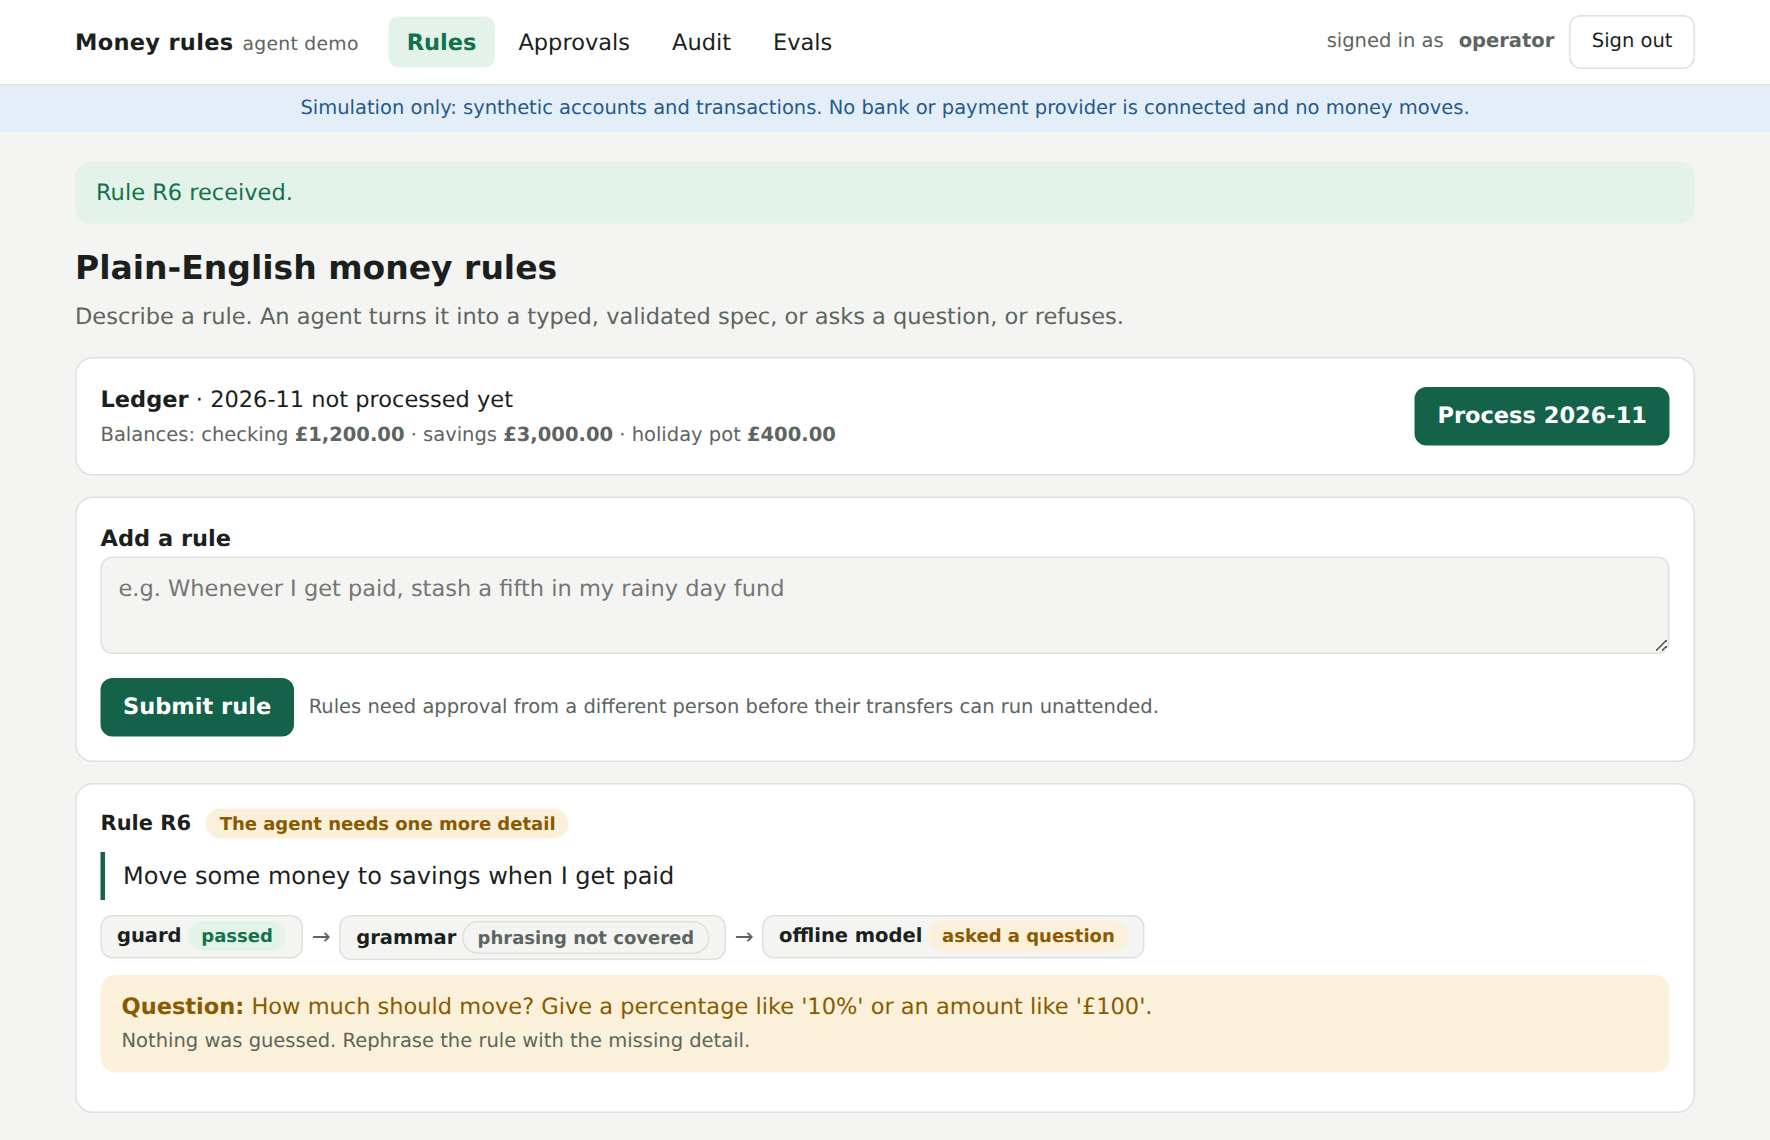 Money rules agent demo Rules Approvals Audit Evals signed in as operator Sign out
Simulation only: synthetic accounts and transactions. No bank or payment provider is connected and no money moves.
Rule R6 received.
Plain-English money rules
Describe a rule. An agent turns it into a typed, validated spec, or asks a question, or refuses.
Ledger · 2026-11 not processed yet
Balances: checking £1,200.00 · savings £3,000.00 · holiday pot £400.00
Process 2026-11
Add a rule
e.g. Whenever I get paid, stash a fifth in my rainy day fund
Submit rule Rules need approval from a different person before their transfers can run unattended.
Rule R6 The agent needs one more detail
Move some money to savings when I get paid
guard passed → grammar phrasing not covered → offline model asked a question
Question: How much should move? Give a percentage like '10%' or an amount like '£100'.
Nothing was guessed. Rephrase the rule with the missing detail.